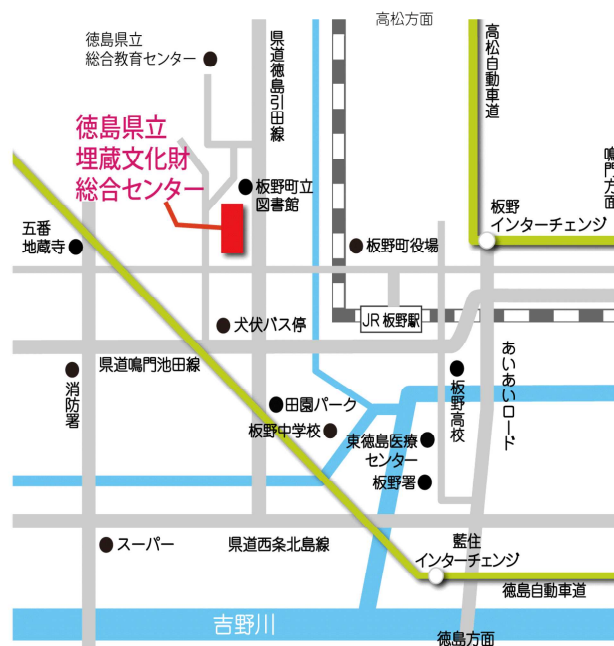 高松方面
徳島県立
総合教育センター
県道徳島引田線
高松自動車道
徳島県立
埋蔵文化財
総合センター
鳴門方面
板野町立
図書館
板野
インターチェンジ
五番
地蔵寺
板野町役場
犬伏バス停
JR板野駅
県道鳴門池田線
あいあいロード
消防署
田園パーク
板野高校
板野中学校
東徳島医療
センター
板野署
スーパー
県道西条北島線
藍住
インターチェンジ
徳島自動車道
吉野川
徳島方面